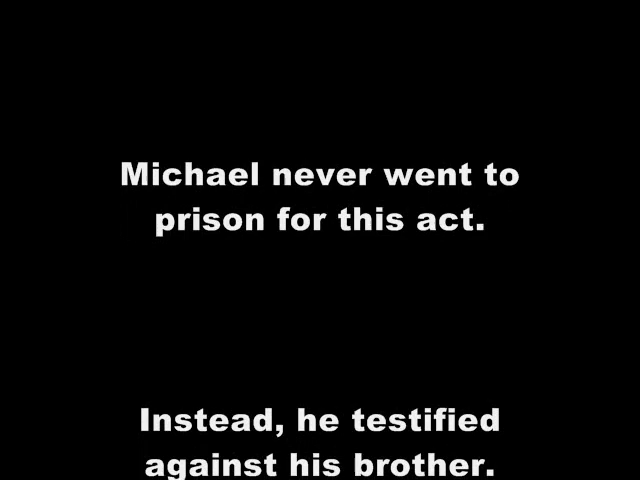 Michael never went to
prison for this act.
Instead, he testified
against his brother.